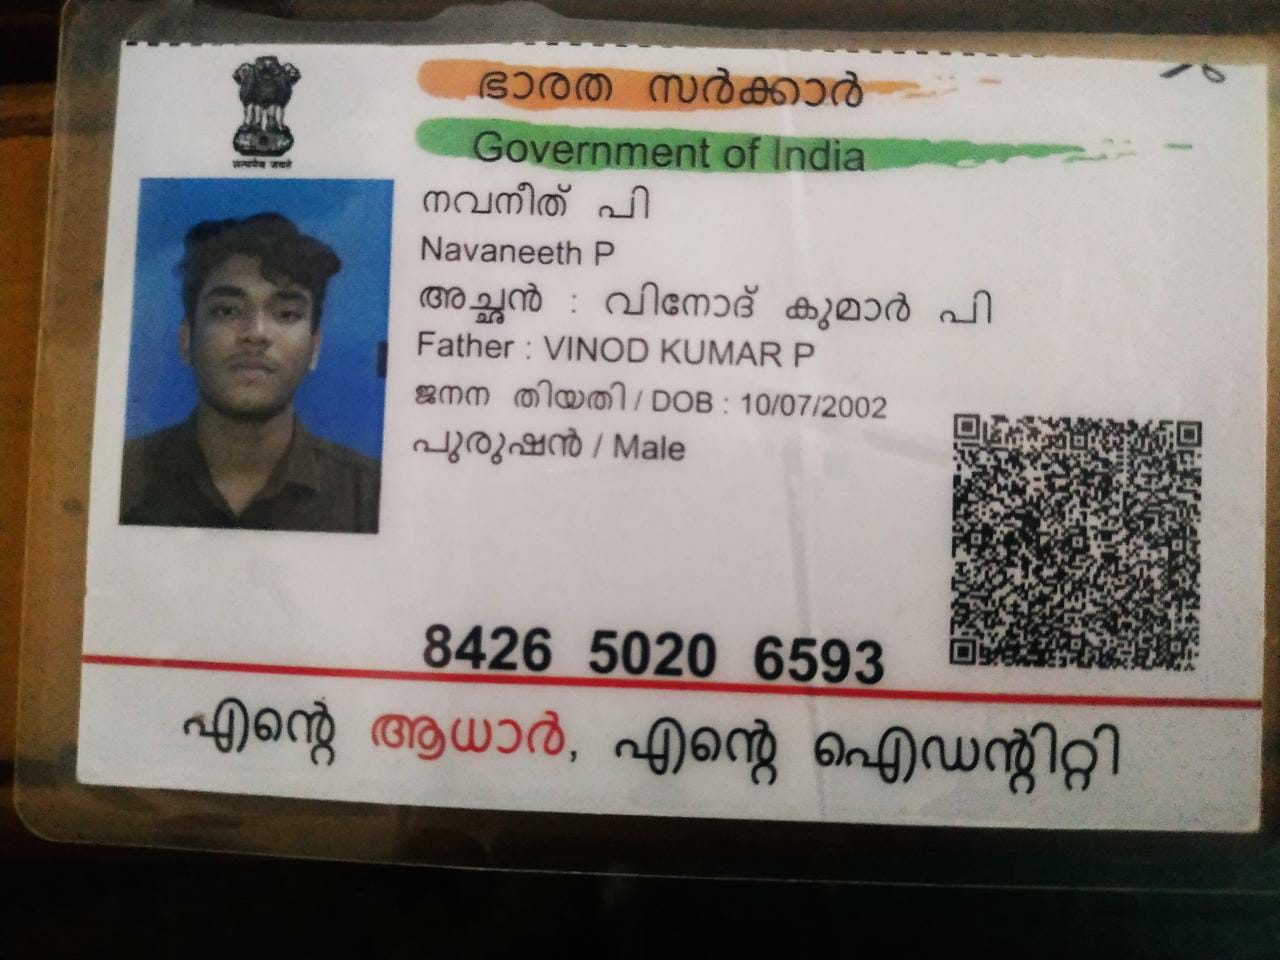 सत्यमेव जयते
ഭാരത സർക്കാർ
Government of India
നവനീത് പി
Navaneeth P
അച്ഛൻ : വിനോദ് കുമാർ പി
Father : VINOD KUMAR P
ജനന തിയതി / DOB : 10/07/2002
പുരുഷൻ / Male
8426 5020 6593
എന്റെ ആധാർ, എന്റെ ഐഡന്റിറ്റി